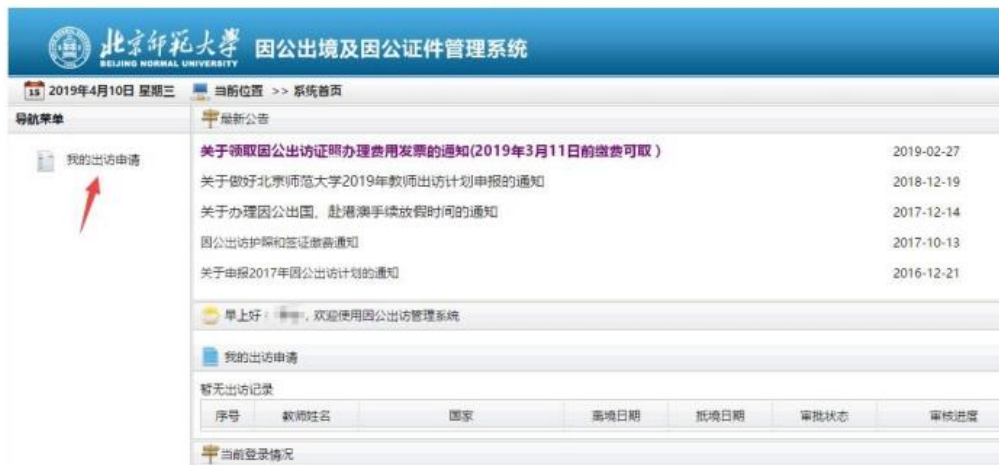 北京师范大学 因公出境及因公证件管理系统
BEIJING NORMAL UNIVERSITY
15 2019年4月10日 星期三 当前位置 >> 系统首页
导航菜单
最新公告
我的出访申请
关于领取因公出访证照办理费用发票的通知(2019年3月11日前缴费可取) 2019-02-27
关于做好北京师范大学2019年教师出访计划申报的通知 2018-12-19
关于办理因公出国、赴港澳手续放假时间的通知 2017-12-14
因公出访护照和签证缴费通知 2017-10-13
关于申报2017年因公出访计划的通知 2016-12-21
早上好：，欢迎使用因公出访管理系统
我的出访申请
暂无出访记录
序号 教师姓名 国家 离境日期 抵境日期 审批状态 审核进度
当前登录情况